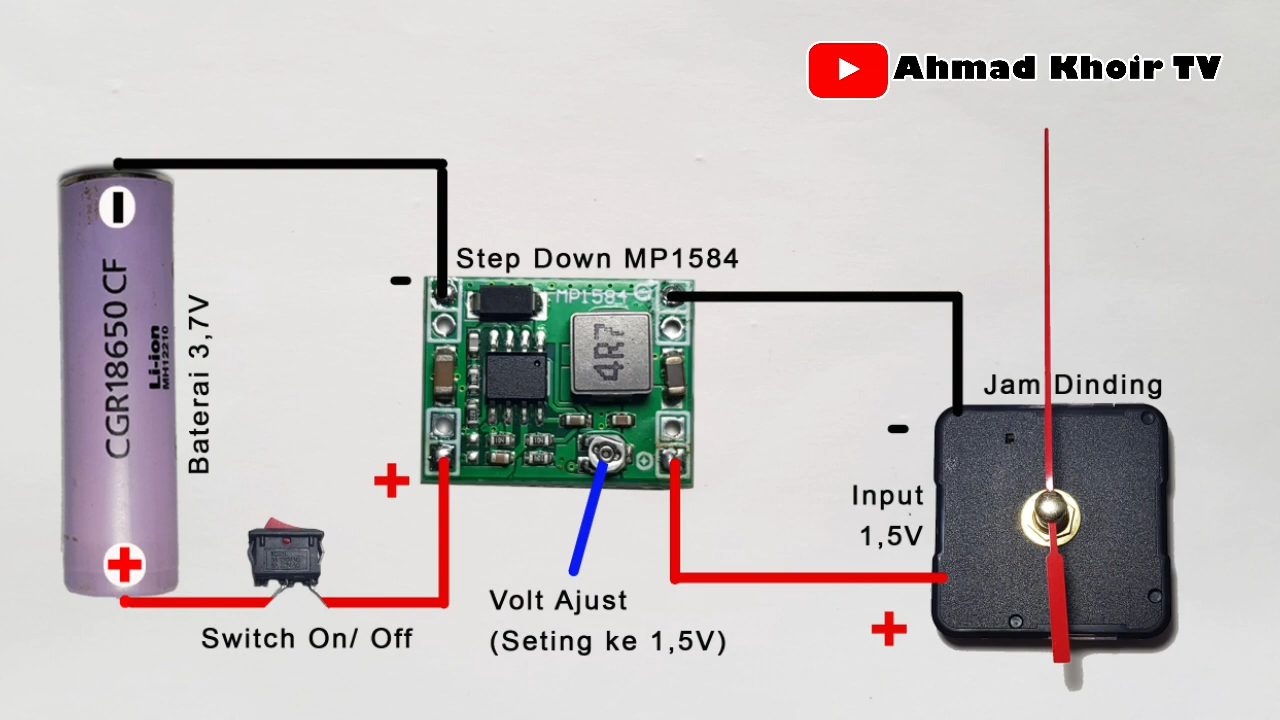 Ahmad Khoir TV
Step Down MP1584
MP1584
4R7
CGR18650CF
Li-ion
MH12210
Baterai 3,7V
Jam Dinding
Input
1,5V
Volt Ajust
(Seting ke 1,5V)
Switch On/ Off